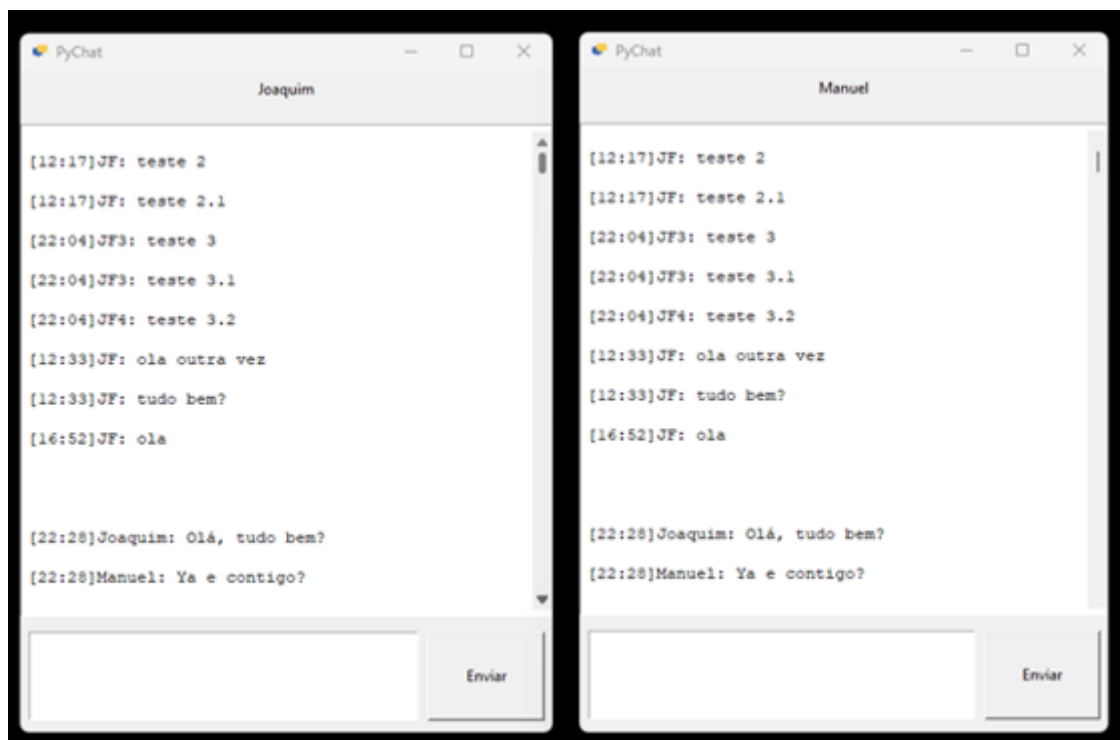 PyChat
Joaquim
[12:17]JF: teste 2
[12:17]JF: teste 2.1
[22:04]JF3: teste 3
[22:04]JF3: teste 3.1
[22:04]JF4: teste 3.2
[12:33]JF: ola outra vez
[12:33]JF: tudo bem?
[16:52]JF: ola
[22:28]Joaquim: Olá, tudo bem?
[22:28]Manuel: Ya e contigo?
Enviar
PyChat
Manuel
[12:17]JF: teste 2
[12:17]JF: teste 2.1
[22:04]JF3: teste 3
[22:04]JF3: teste 3.1
[22:04]JF4: teste 3.2
[12:33]JF: ola outra vez
[12:33]JF: tudo bem?
[16:52]JF: ola
[22:28]Joaquim: Olá, tudo bem?
[22:28]Manuel: Ya e contigo?
Enviar